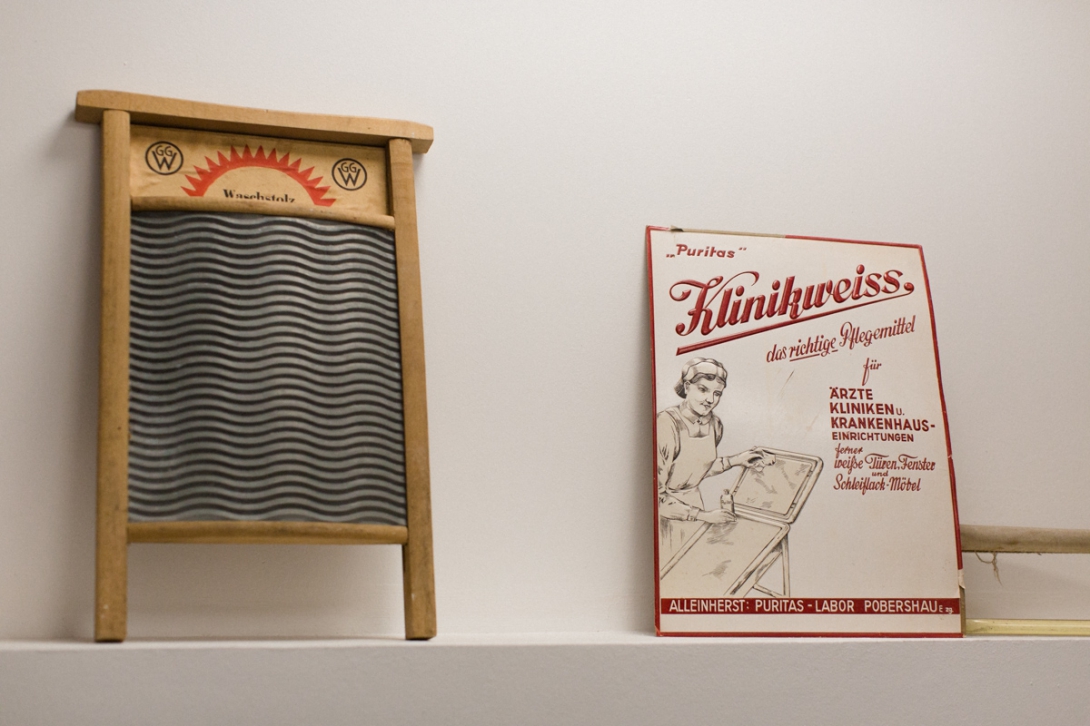 GGW
GGW
Waschstolz
„Puritas“
Klinikweiss.
das richtige Pflegemittel
für
ÄRZTE
KLINIKEN U.
KRANKENHAUS-
EINRICHTUNGEN
ferner
weiße Türen, Fenster
und
Schleiflack-Möbel
ALLEINHERST: PURITAS - LABOR POBERSHAU